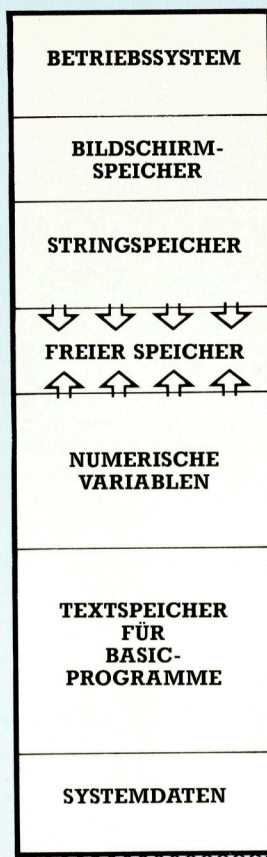 BETRIEBSSYSTEM
BILDSCHIRM-
SPEICHER
STRINGSPEICHER
FREIER SPEICHER
NUMERISCHE
VARIABLEN
TEXTSPEICHER
FÜR
BASIC-
PROGRAMME
SYSTEMDATEN